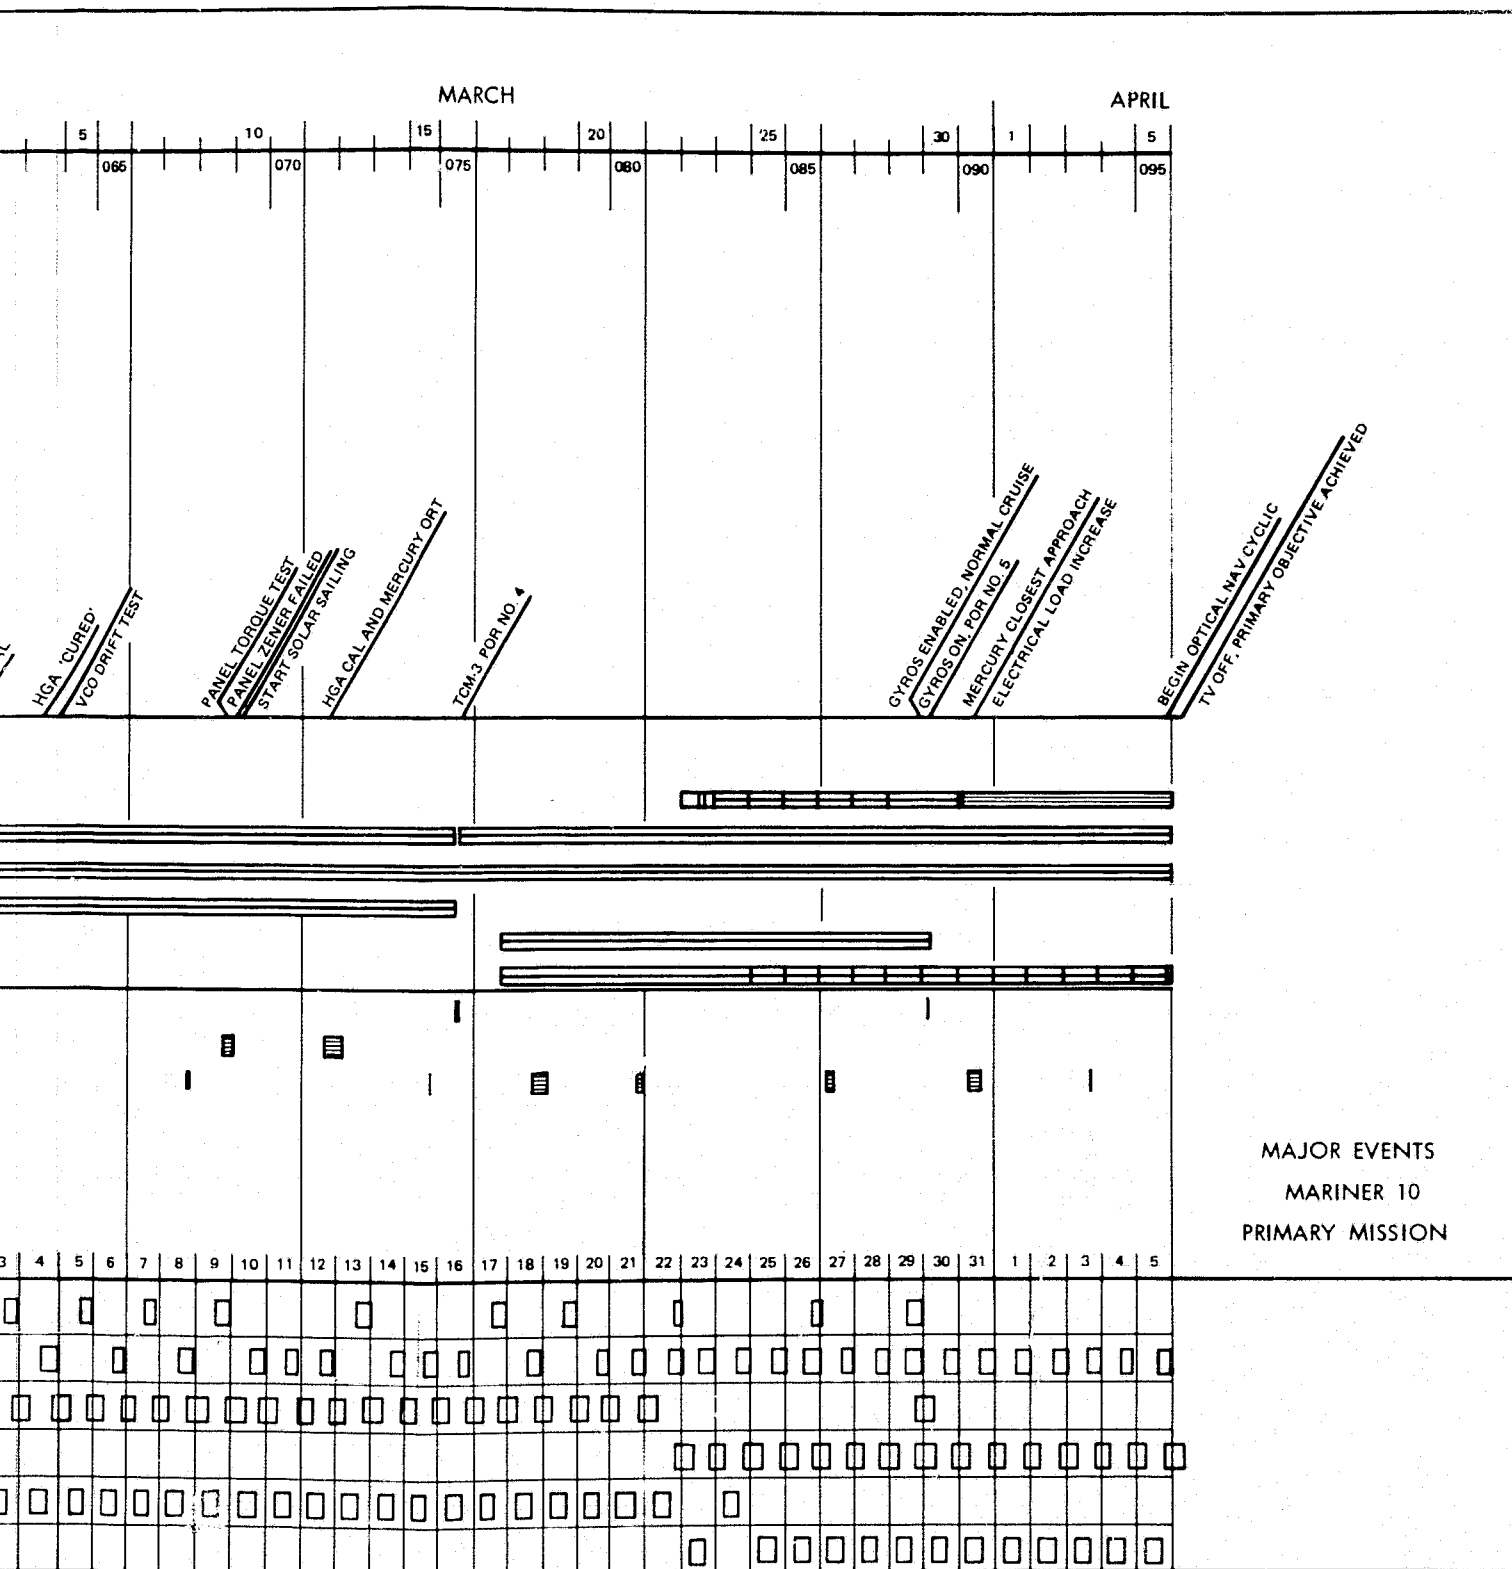 MARCH
APRIL
5 10 15 20 25 30 1 5
065 070 075 080 085 090 095
HGA 'CURED'
VCO DRIFT TEST
PANEL TORQUE TEST
PANEL ZENER FAILED
START SOLAR SAILING
HGA CAL AND MERCURY ORT
TCM-3 POR NO. 4
GYROS ENABLED, NORMAL CRUISE
GYROS ON, POR NO. 5
MERCURY CLOSEST APPROACH
ELECTRICAL LOAD INCREASE
BEGIN OPTICAL NAV CYCLIC
TV OFF, PRIMARY OBJECTIVE ACHIEVED
MAJOR EVENTS
MARINER 10
PRIMARY MISSION
3 4 5 6 7 8 9 10 11 12 13 14 15 16 17 18 19 20 21 22 23 24 25 26 27 28 29 30 31 1 2 3 4 5